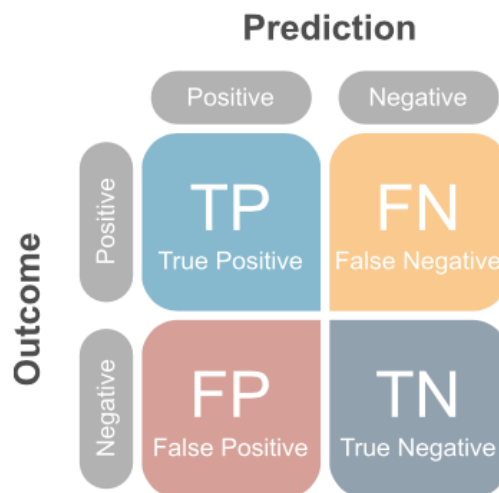 Prediction
Positive
Negative
Outcome
Positive
TP
True Positive
FN
False Negative
Negative
FP
False Positive
TN
True Negative